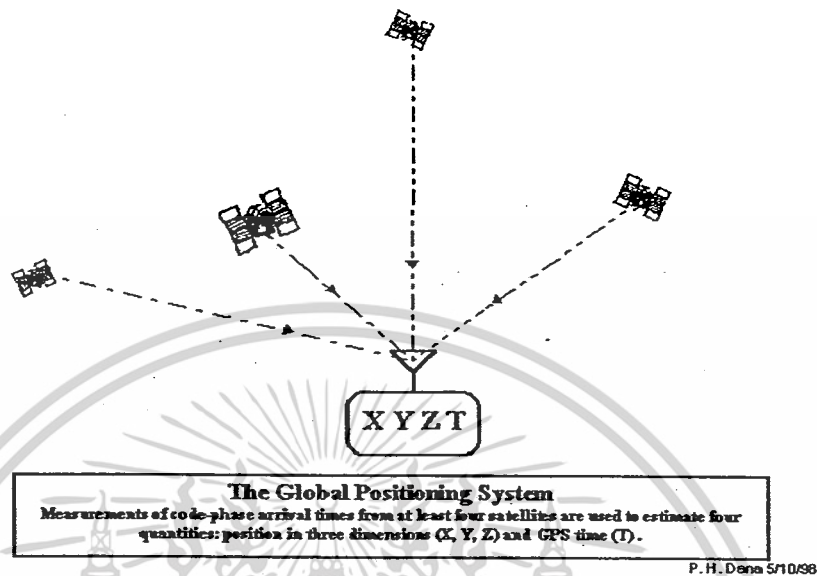 X Y Z T
The Global Positioning System
Measurements of code-phase arrival times from at least four satellites are used to estimate four
quantities: position in three dimensions (X, Y, Z) and GPS time (T).
P. H. Dana 5/10/98